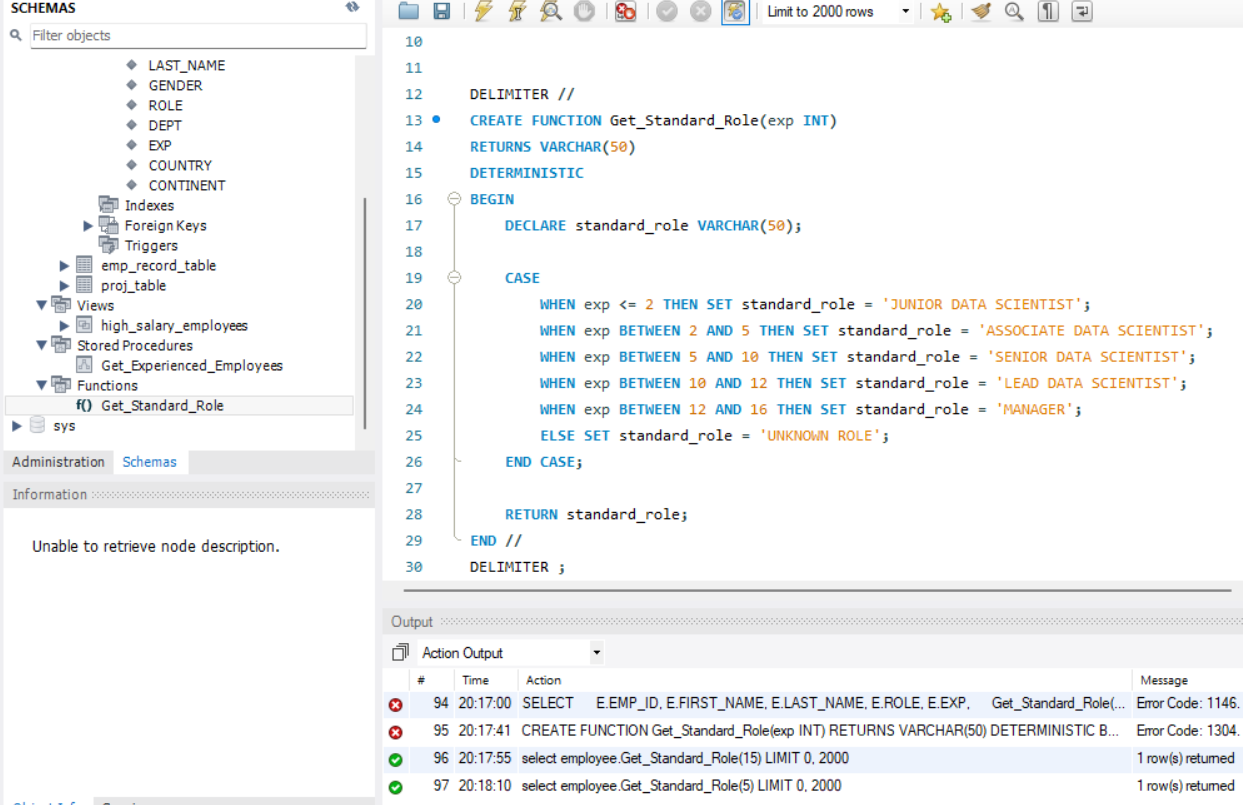 SCHEMAS
Filter objects
LAST_NAME
GENDER
ROLE
DEPT
EXP
COUNTRY
CONTINENT
Indexes
Foreign Keys
Triggers
emp_record_table
proj_table
Views
high_salary_employees
Stored Procedures
Get_Experienced_Employees
Functions
f() Get_Standard_Role
sys
Administration Schemas
Information
Unable to retrieve node description.
Limit to 2000 rows
10
11
12 DELIMITER //
13 CREATE FUNCTION Get_Standard_Role(exp INT)
14 RETURNS VARCHAR(50)
15 DETERMINISTIC
16 BEGIN
17 DECLARE standard_role VARCHAR(50);
18
19 CASE
20 WHEN exp <= 2 THEN SET standard_role = 'JUNIOR DATA SCIENTIST';
21 WHEN exp BETWEEN 2 AND 5 THEN SET standard_role = 'ASSOCIATE DATA SCIENTIST';
22 WHEN exp BETWEEN 5 AND 10 THEN SET standard_role = 'SENIOR DATA SCIENTIST';
23 WHEN exp BETWEEN 10 AND 12 THEN SET standard_role = 'LEAD DATA SCIENTIST';
24 WHEN exp BETWEEN 12 AND 16 THEN SET standard_role = 'MANAGER';
25 ELSE SET standard_role = 'UNKNOWN ROLE';
26 END CASE;
27
28 RETURN standard_role;
29 END //
30 DELIMITER ;
Output
Action Output
# Time Action Message
94 20:17:00 SELECT E.EMP_ID, E.FIRST_NAME, E.LAST_NAME, E.ROLE, E.EXP, Get_Standard_Role(... Error Code: 1146.
95 20:17:41 CREATE FUNCTION Get_Standard_Role(exp INT) RETURNS VARCHAR(50) DETERMINISTIC B... Error Code: 1304.
96 20:17:55 select employee.Get_Standard_Role(15) LIMIT 0, 2000 1 row(s) returned
97 20:18:10 select employee.Get_Standard_Role(5) LIMIT 0, 2000 1 row(s) returned